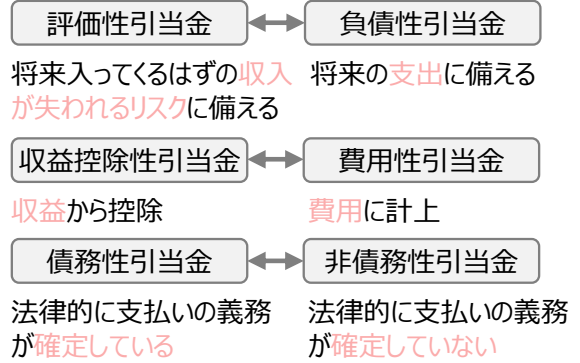 評価性引当金
負債性引当金
将来入ってくるはずの収入
が失われるリスクに備える
将来の支出に備える
収益控除性引当金
費用性引当金
収益から控除
費用に計上
債務性引当金
非債務性引当金
法律的に支払いの義務
が確定している
法律的に支払いの義務
が確定していない